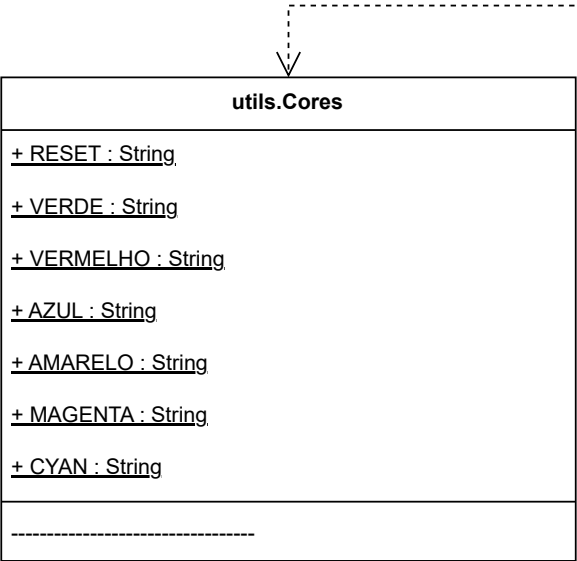 utils.Cores
+ RESET : String
+ VERDE : String
+ VERMELHO : String
+ AZUL : String
+ AMARELO : String
+ MAGENTA : String
+ CYAN : String
----------------------------------